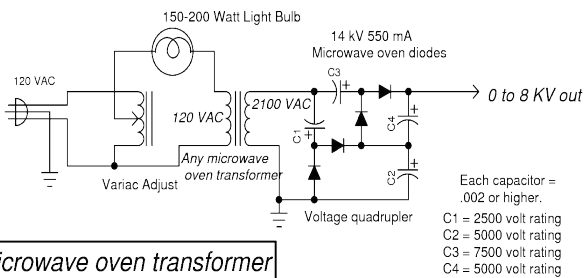 150-200 Watt Light Bulb
14 kV 550 mA
Microwave oven diodes
120 VAC
C3
+
2100 VAC
120 VAC
C1
+
C4
+
0 to 8 KV out
Any microwave
oven transformer
Variac Adjust
C2
+
Voltage quadrupler
Each capacitor =
.002 or higher.
C1 = 2500 volt rating
C2 = 5000 volt rating
C3 = 7500 volt rating
C4 = 5000 volt rating
icrowave oven transformer